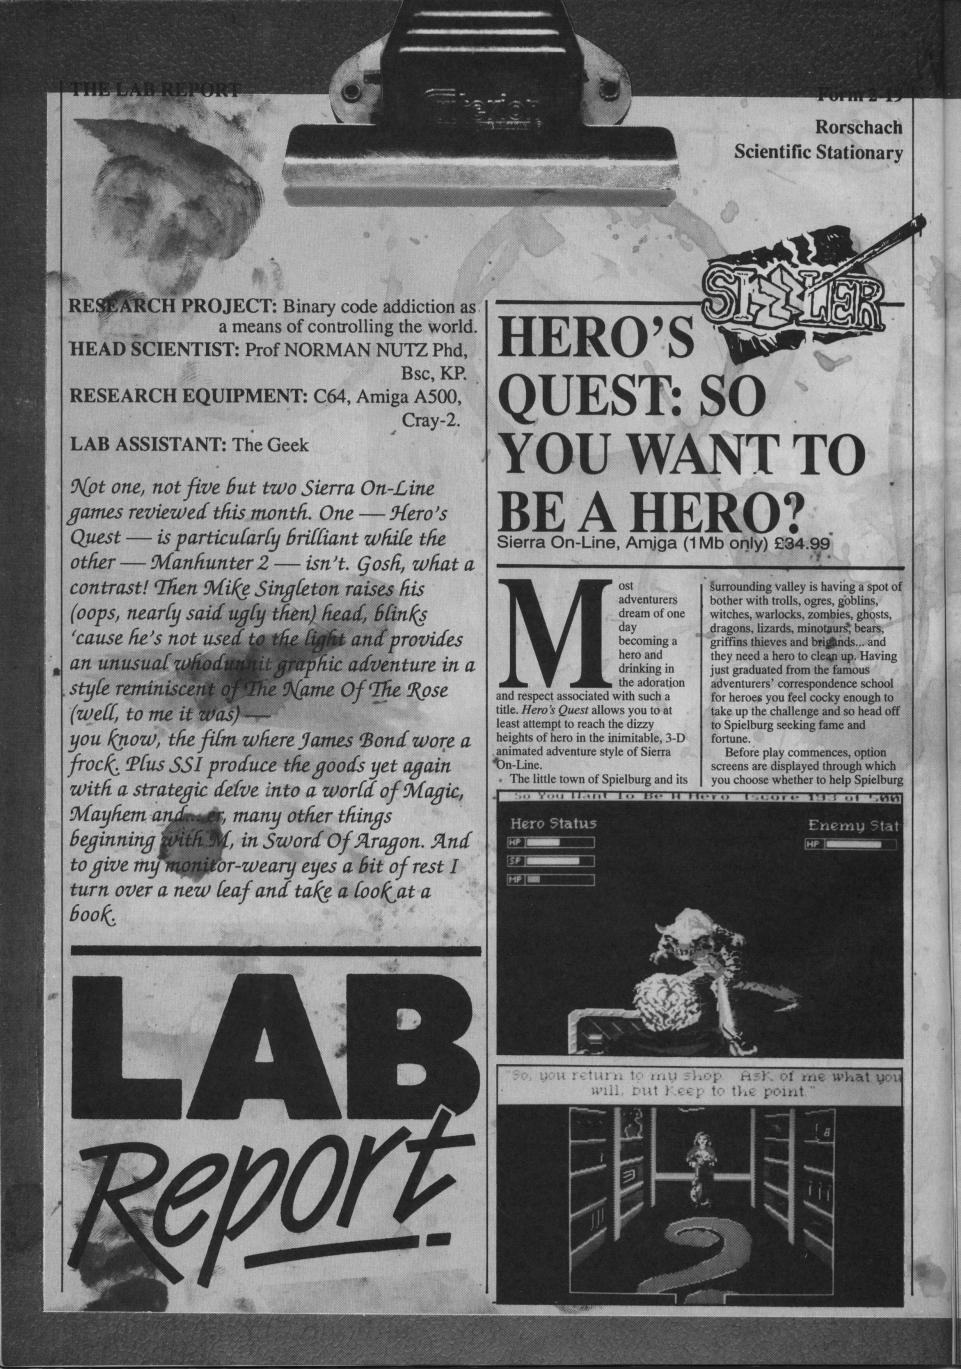 THE LAB REPORT
Form 2-19
Rorschach
Scientific Stationary
SIZZLER
RESEARCH PROJECT: Binary code addiction as
a means of controlling the world.
HEAD SCIENTIST: Prof NORMAN NUTZ Phd,
Bsc, KP.
RESEARCH EQUIPMENT: C64, Amiga A500,
Cray-2.
LAB ASSISTANT: The Geek
Not one, not five but two Sierra On-Line
games reviewed this month. One — Hero's
Quest — is particularly brilliant while the
other — Manhunter 2 — isn't. Gosh, what a
contrast! Then Mike Singleton raises his
(oops, nearly said ugly then) head, blinks
'cause he's not used to the light and provides
an unusual whodunnit graphic adventure in a
style reminiscent of The Name Of The Rose
(well, to me it was) —
you know, the film where James Bond wore a
frock. Plus SSI produce the goods yet again
with a strategic delve into a world of Magic,
Mayhem and... er, many other things
beginning with M, in Sword Of Aragon. And
to give my monitor-weary eyes a bit of rest I
turn over a new leaf and take a look at a
book.
LAB
Report
HERO'S
QUEST: SO
YOU WANT TO
BE A HERO?
Sierra On-Line, Amiga (1Mb only) £34.99
Most
adventurers
dream of one
day
becoming a
hero and
drinking in
the adoration
and respect associated with such a
title. Hero's Quest allows you to at
least attempt to reach the dizzy
heights of hero in the inimitable, 3-D
animated adventure style of Sierra
On-Line.
The little town of Spielburg and its
surrounding valley is having a spot of
bother with trolls, ogres, goblins,
witches, warlocks, zombies, ghosts,
dragons, lizards, minotaurs, bears,
griffins thieves and brigands... and
they need a hero to clean up. Having
just graduated from the famous
adventurers' correspondence school
for heroes you feel cocky enough to
take up the challenge and so head off
to Spielburg seeking fame and
fortune.
Before play commences, option
screens are displayed through which
you choose whether to help Spielburg
So You Want To Be A Hero [score 193 of 500
Hero Status
Enemy Stat
HP
HP
SP
MP
"So, you return to my shop. Ask of me what you
will, but keep to the point."